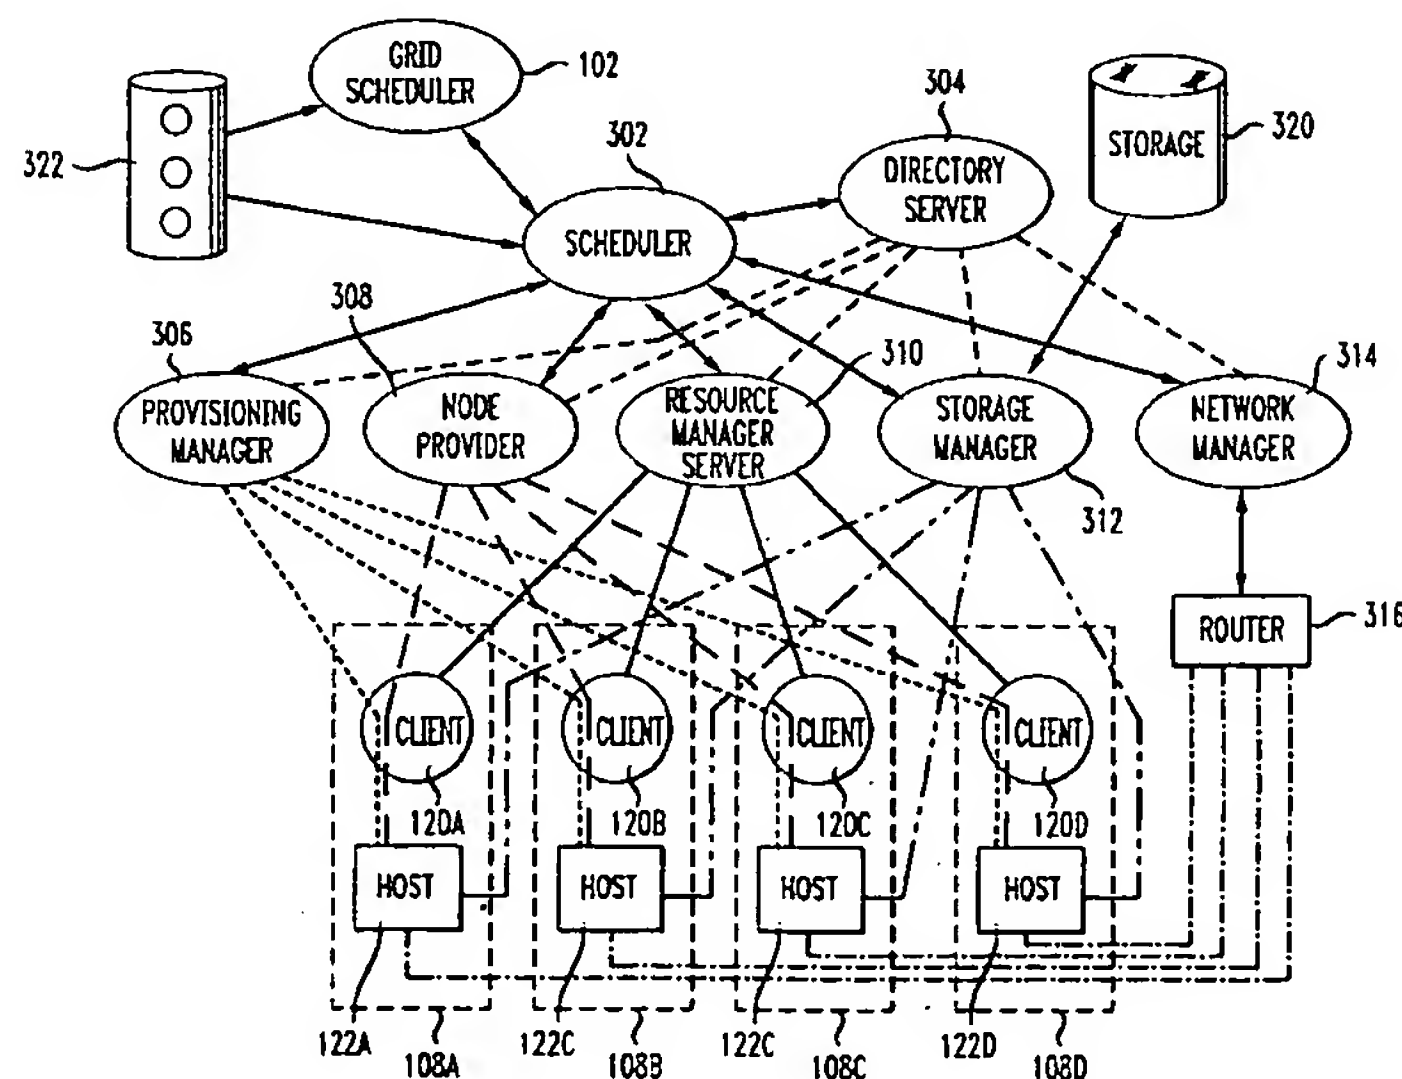 GRID
SCHEDULER
102
304
320
STORAGE
322
302
DIRECTORY
SERVER
SCHEDULER
308
306
310
314
PROVISIONING
MANAGER
NODE
PROVIDER
RESOURCE
MANAGER
SERVER
STORAGE
MANAGER
NETWORK
MANAGER
312
ROUTER
316
CLIENT
CLIENT
CLIENT
CLIENT
120A
120B
120C
120D
HOST
HOST
HOST
HOST
122A
108A
122C
108B
122C
108C
122D
108D